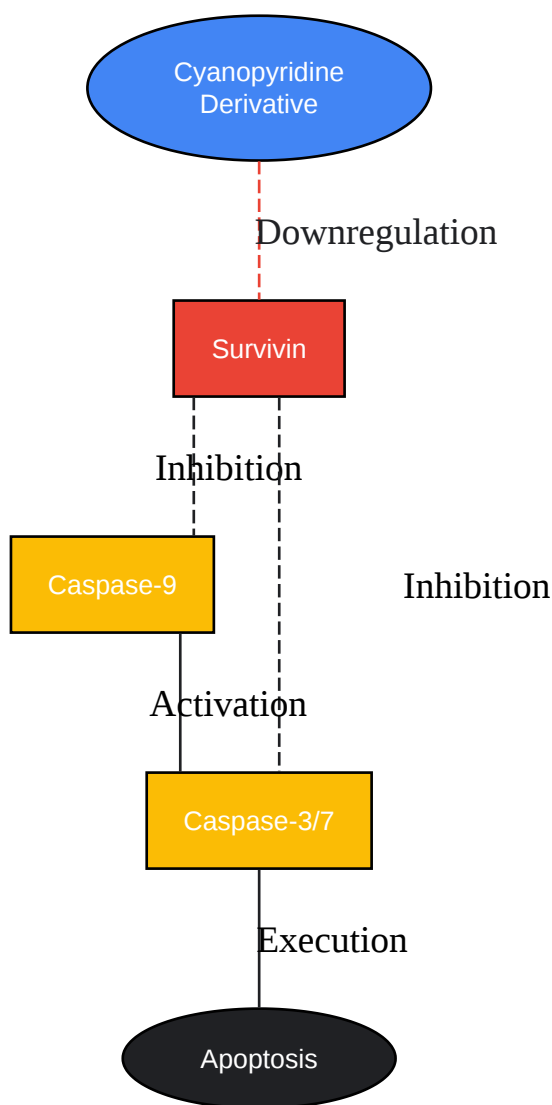 Cyanopyridine
Derivative
Downregulation
Survivin
Inhibition
Caspase-9
Inhibition
Activation
Caspase-3/7
Execution
Apoptosis